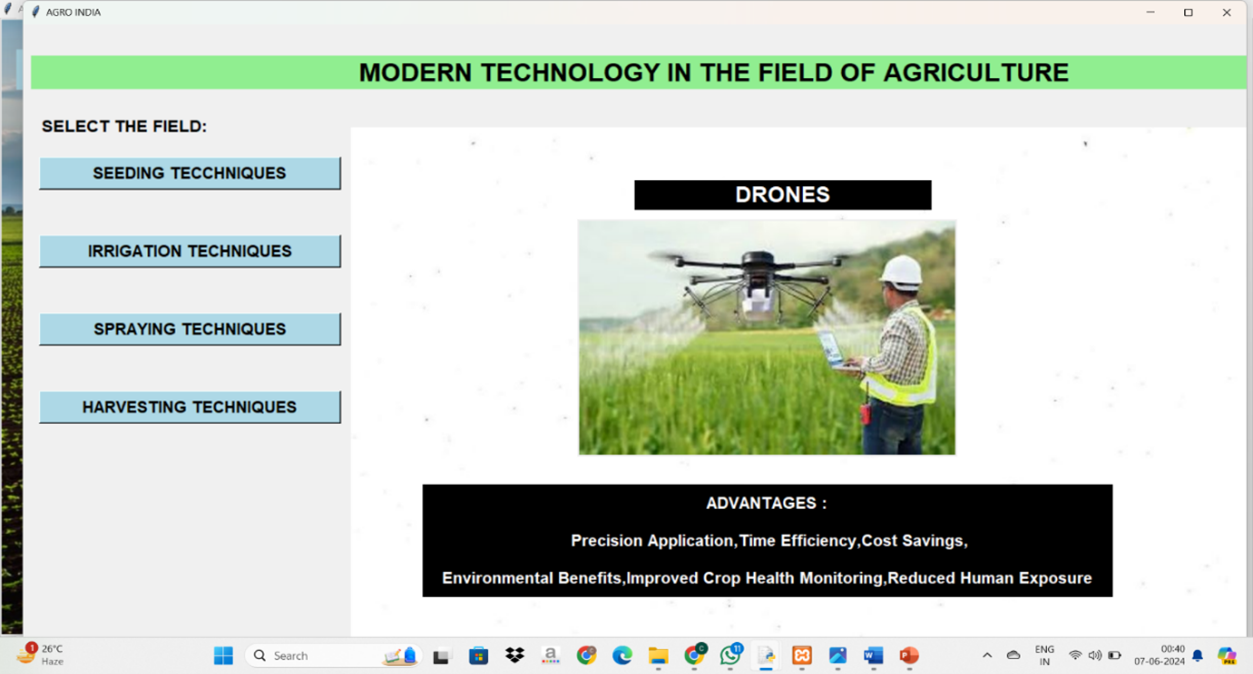 AGRO INDIA
MODERN TECHNOLOGY IN THE FIELD OF AGRICULTURE
SELECT THE FIELD:
SEEDING TECCHNIQUES
IRRIGATION TECHNIQUES
SPRAYING TECHNIQUES
HARVESTING TECHNIQUES
DRONES
ADVANTAGES :
Precision Application,Time Efficiency,Cost Savings,
Environmental Benefits,Improved Crop Health Monitoring,Reduced Human Exposure
1
26°C
Haze
Search
a
C
11
W
P
ENG
IN
00:40
07-06-2024
PRE